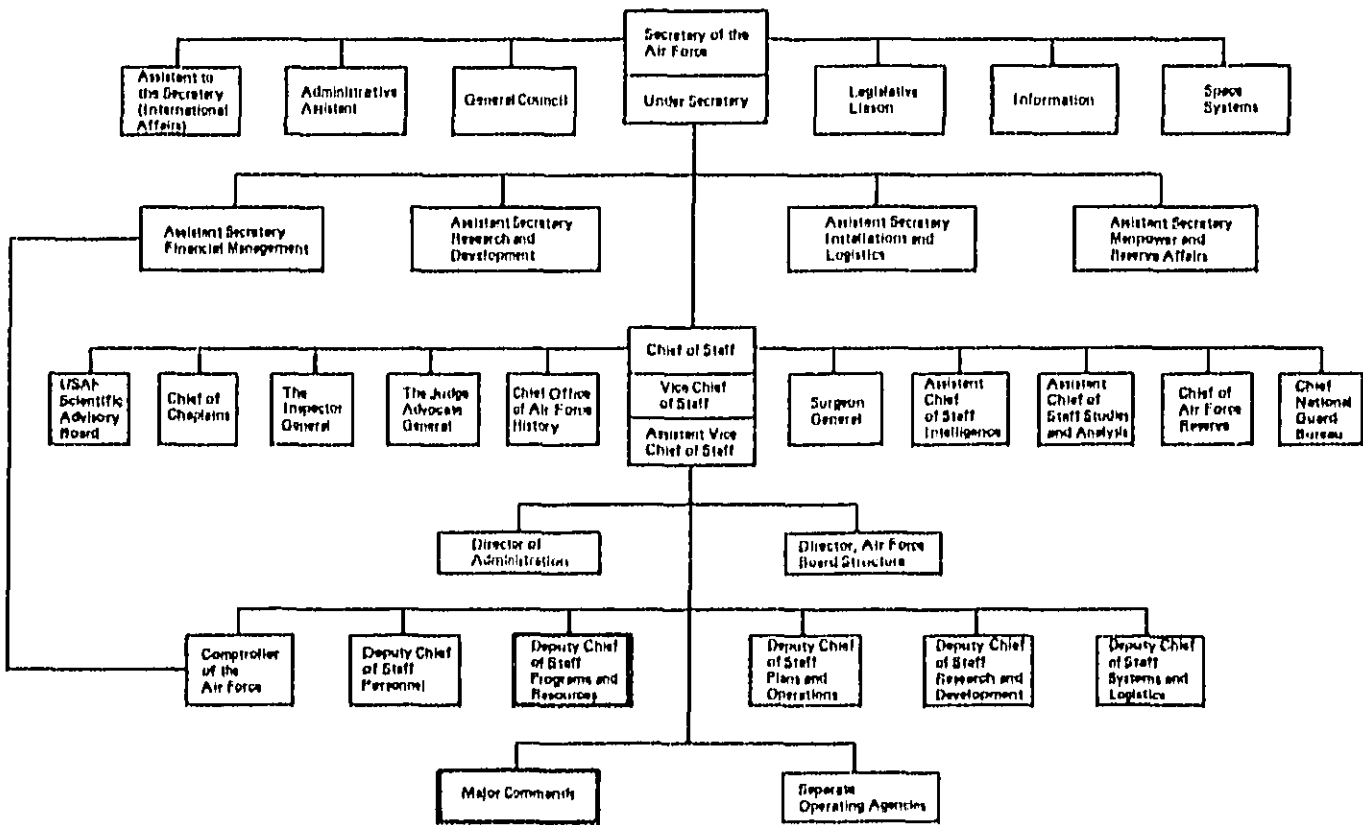 Secretary of the
Air Force
Under Secretary
Assistant to
the Secretary
(International
Affairs)
Administrative
Assistant
General Council
Legislative
Liason
Information
Space
Systems
Assistant Secretary
Financial Management
Assistant Secretary
Research and
Development
Assistant Secretary
Installations and
Logistics
Assistant Secretary
Manpower and
Reserve Affairs
Chief of Staff
Vice Chief
of Staff
Assistant Vice
Chief of Staff
USAF
Scientific
Advisory
Board
Chief of
Chaplains
The
Inspector
General
The Judge
Advocate
General
Chief Office
of Air Force
History
Surgeon
General
Assistant
Chief
of Staff
Intelligence
Assistant
Chief of
Staff Studies
and Analysis
Chief of
Air Force
Reserve
Chief
National
Guard
Bureau
Director of
Administration
Director, Air Force
Board Structure
Comptroller
of the
Air Force
Deputy Chief
of Staff
Personnel
Deputy Chief
of Staff
Programs and
Resources
Deputy Chief
of Staff
Plans and
Operations
Deputy Chief
of Staff
Research and
Development
Deputy Chief
of Staff
Systems and
Logistics
Major Commands
Separate
Operating Agencies